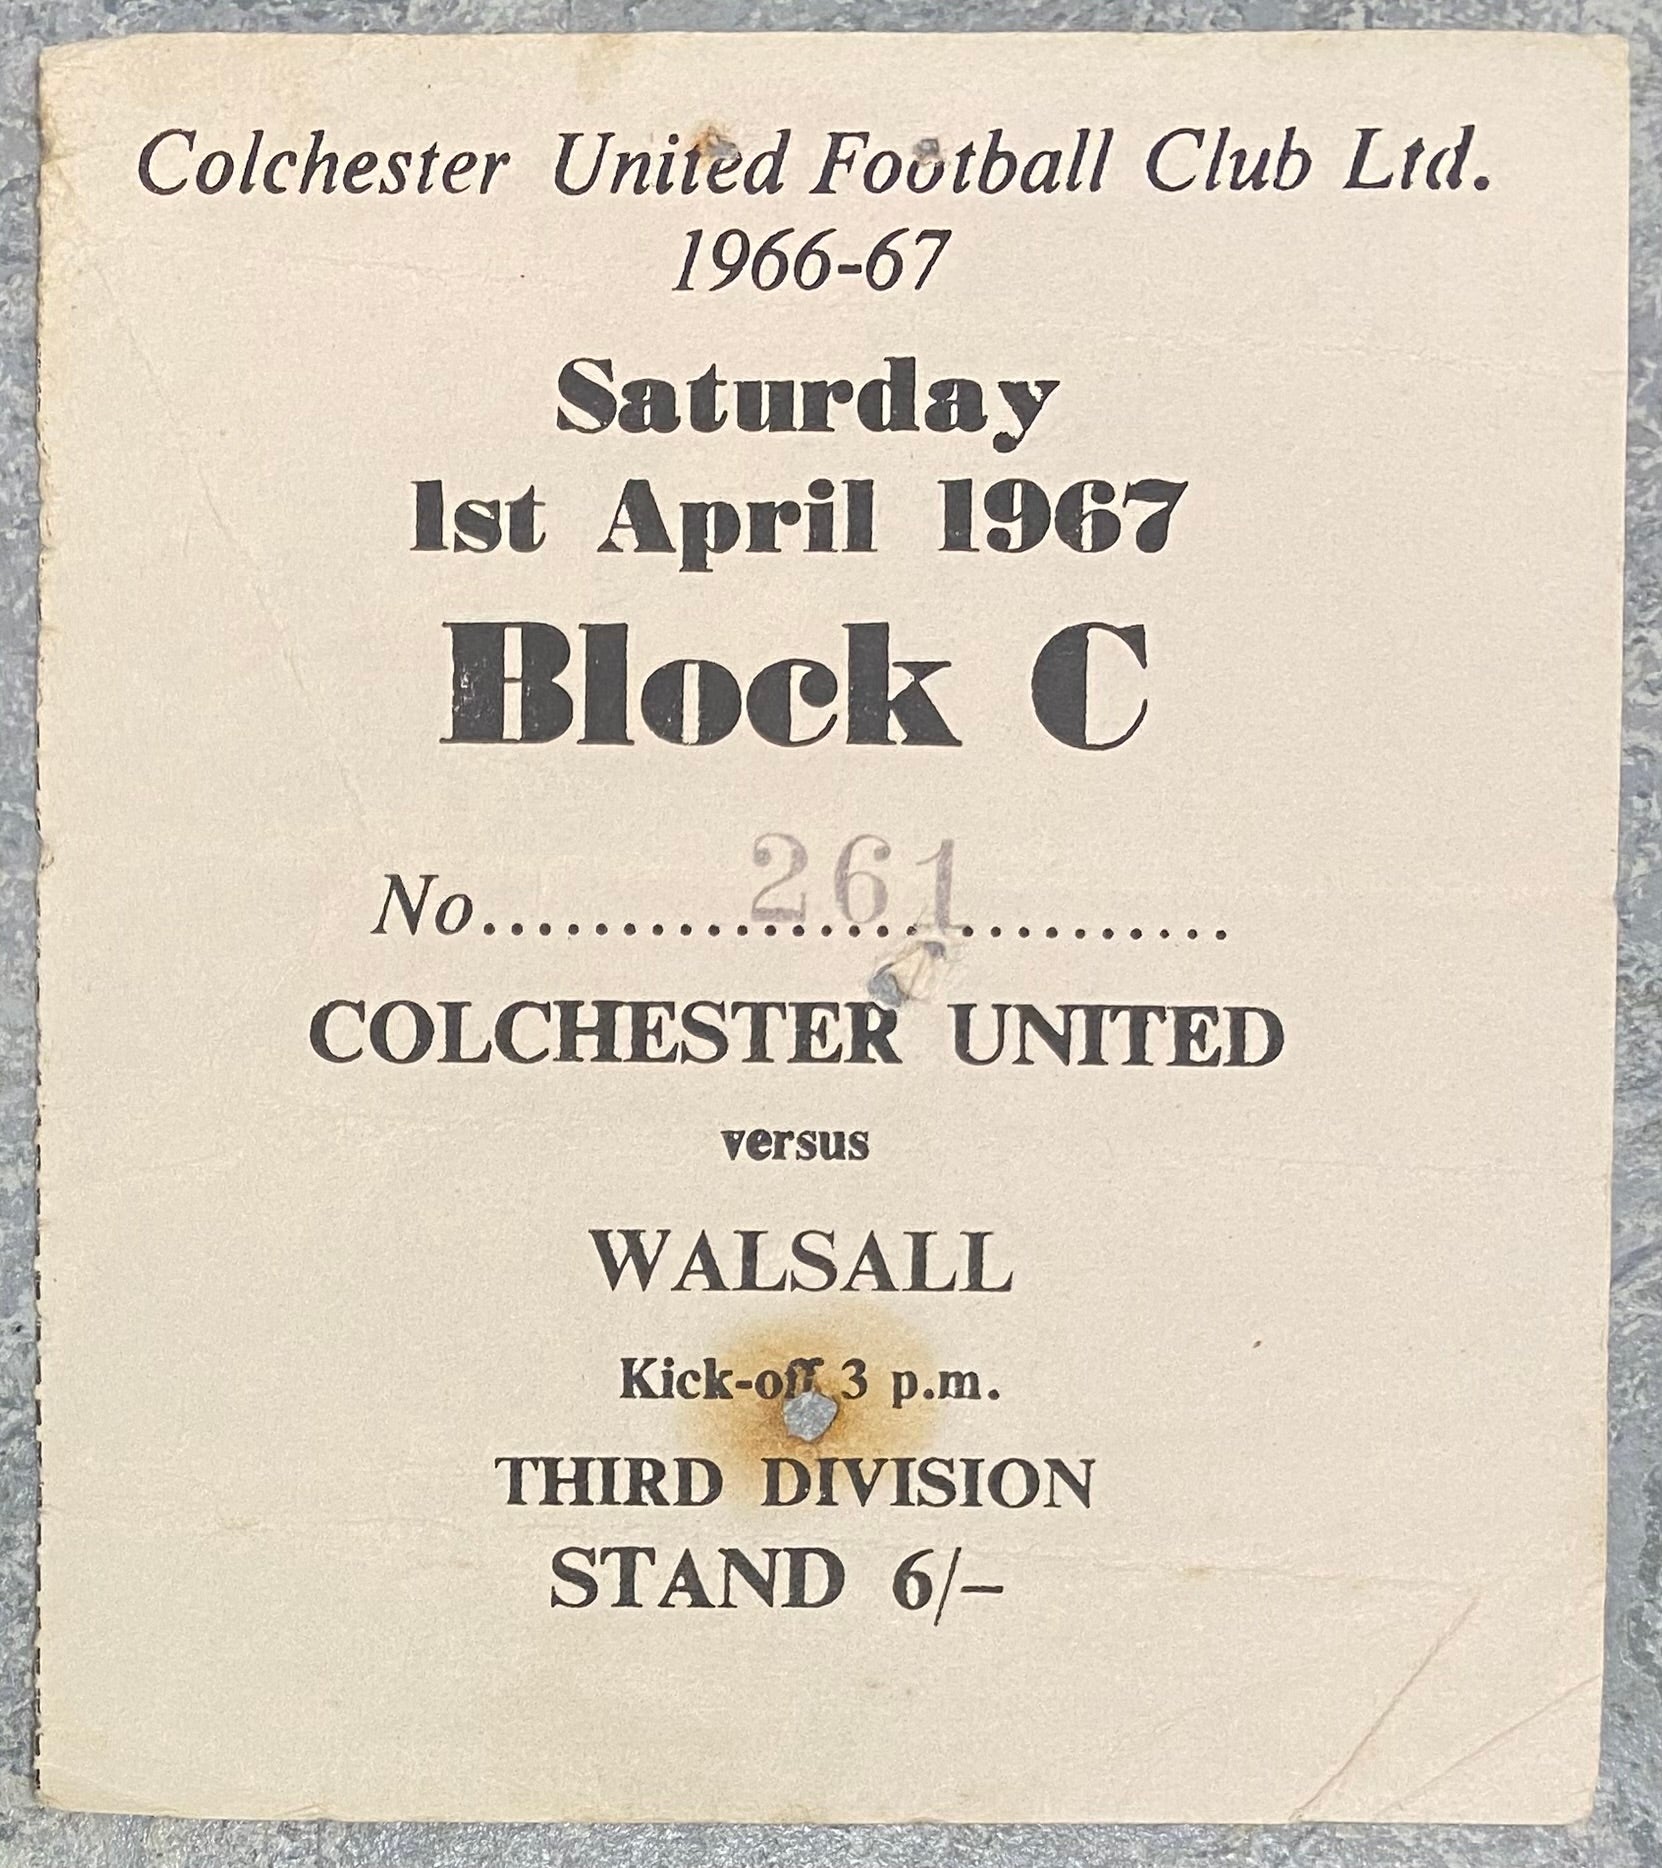 Colchester United Football Club Ltd.
1966-67
Saturday
1st April 1967
Block C
No.............................. 261
COLCHESTER UNITED
versus
WALSALL
Kick-off 3 p.m.
THIRD DIVISION
STAND 6/–